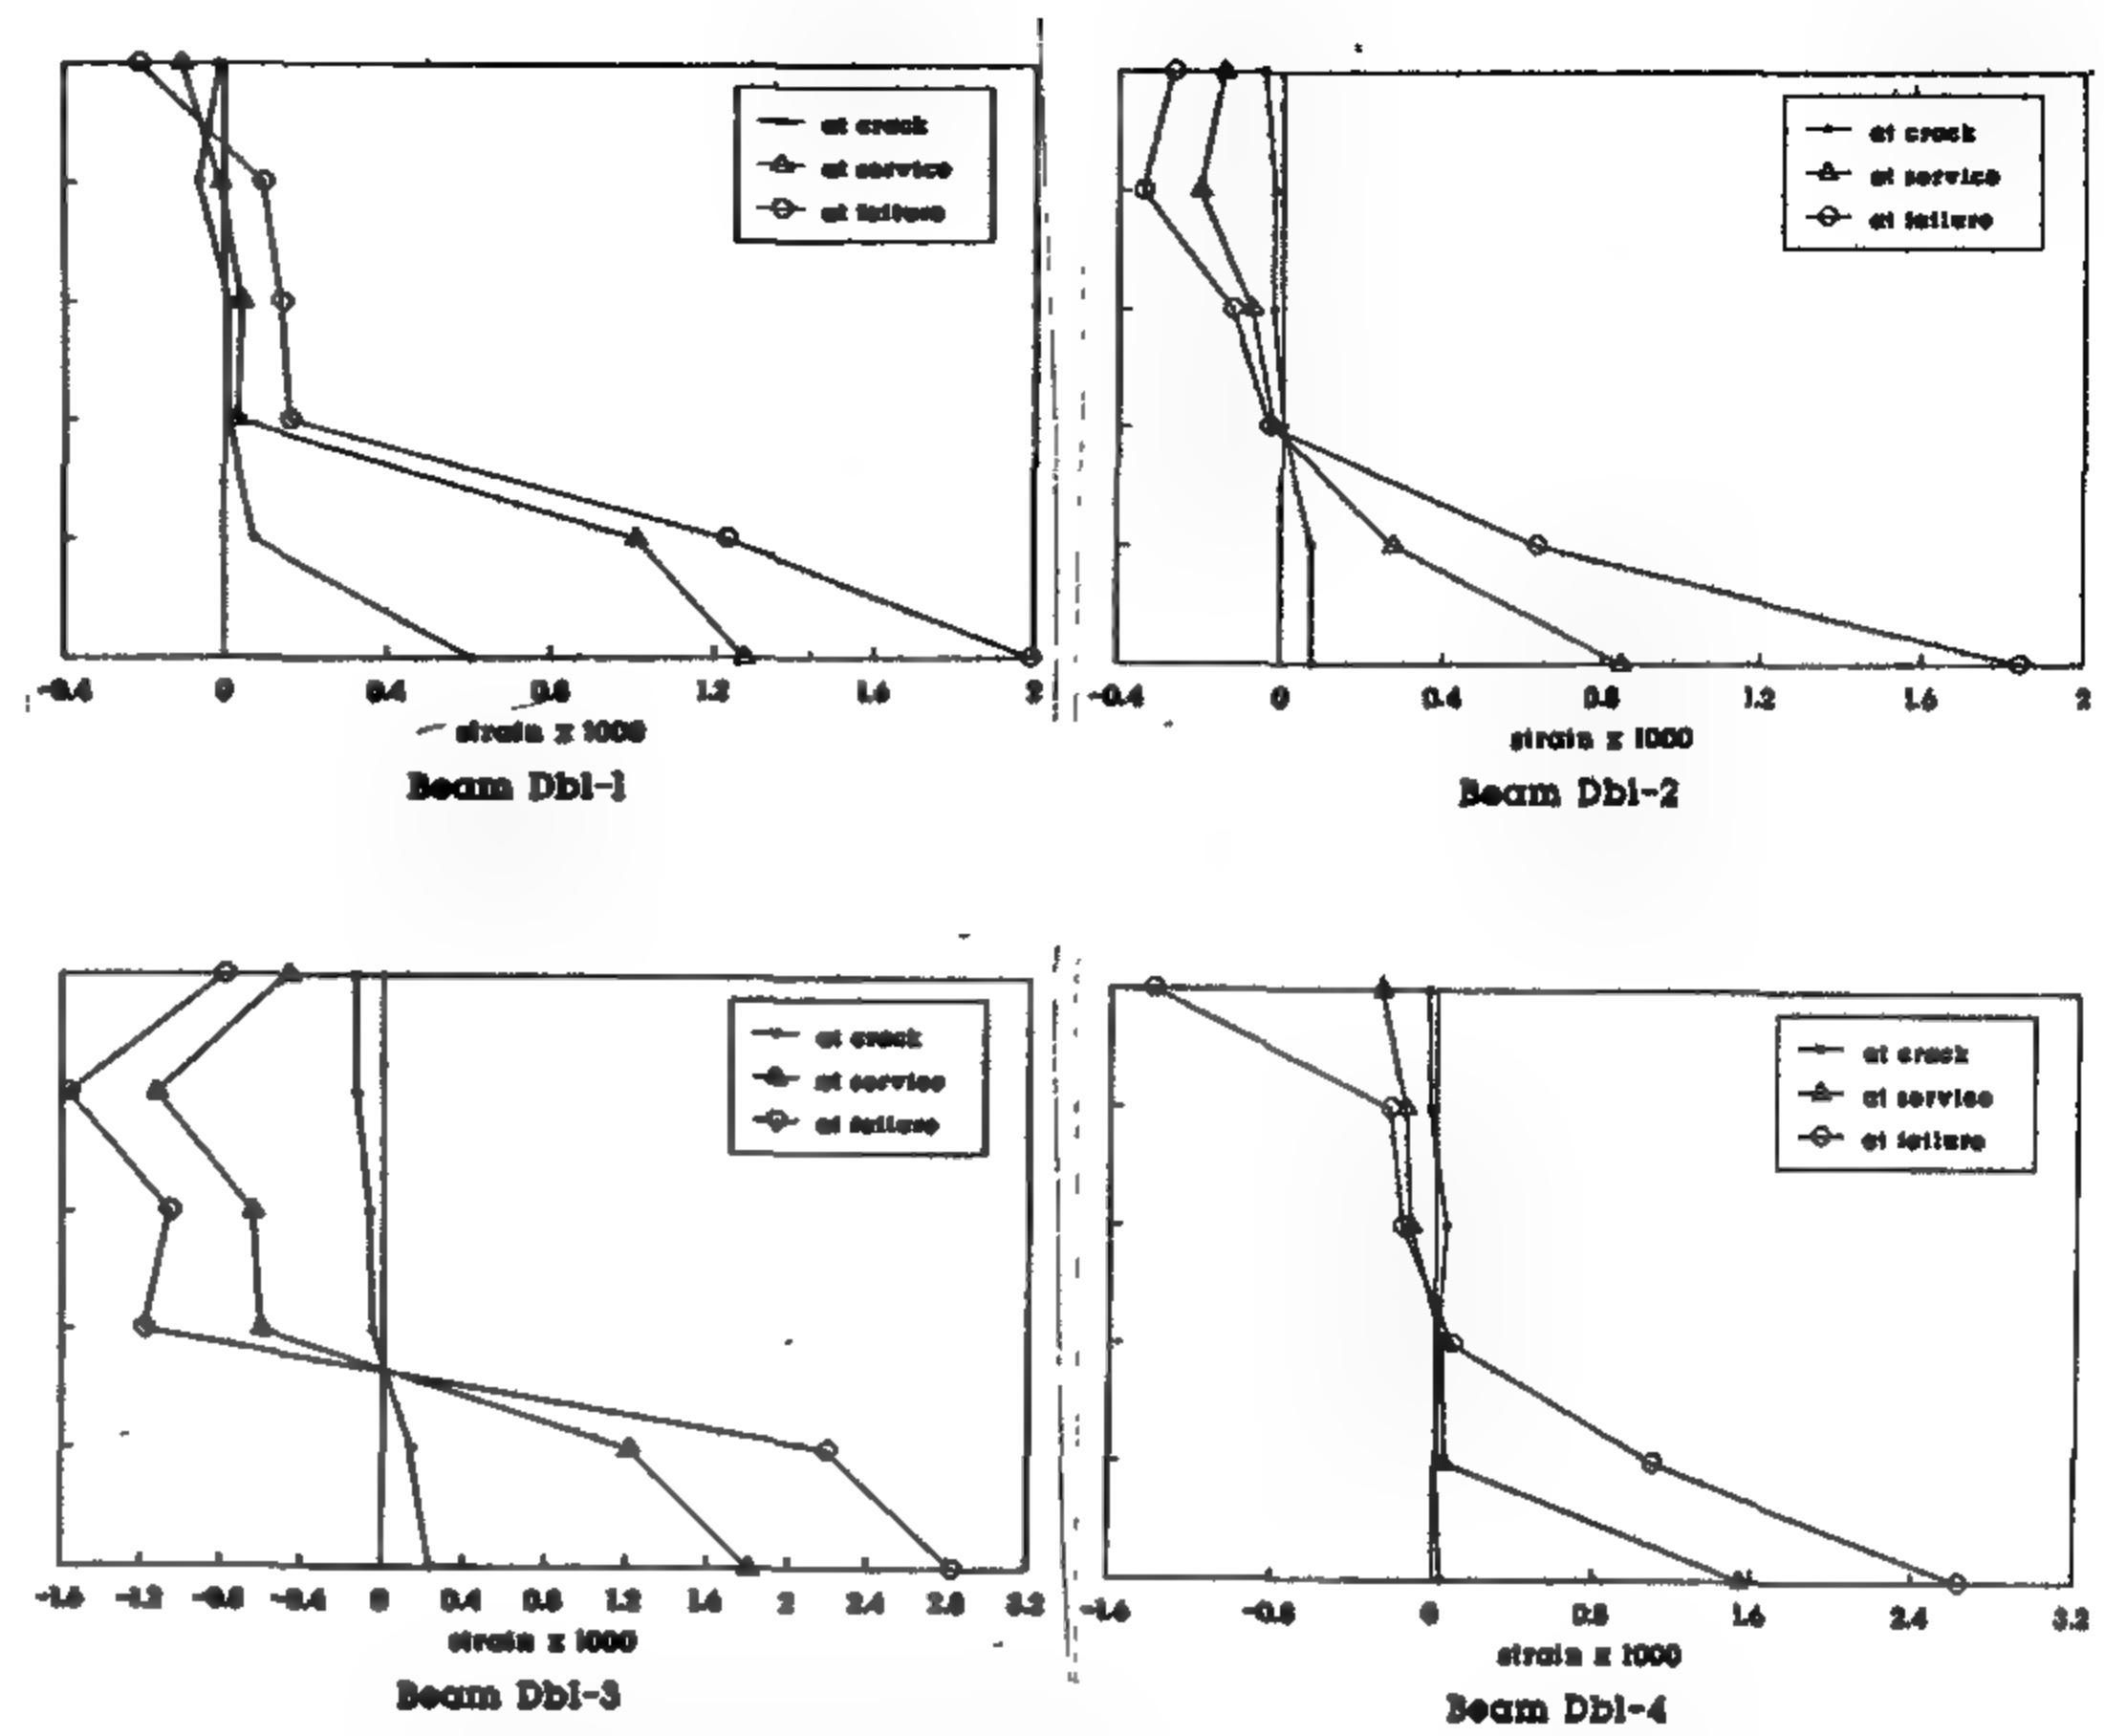 at crack
at service
at failure
-0.4 0 0.4 0.8 1.2 1.6 2
strain x 1000
Beam Db1-1
at crack
at service
at failure
-0.4 0 0.4 0.8 1.2 1.6 2
strain x 1000
Beam Db1-2
at crack
at service
at failure
-1.6 -1.2 -0.8 -0.4 0 0.4 0.8 1.2 1.6 2 2.4 2.8 3.2
strain x 1000
Beam Db1-3
at crack
at service
at failure
-1.6 -0.8 0 0.8 1.6 2.4 3.2
strain x 1000
Beam Db1-4